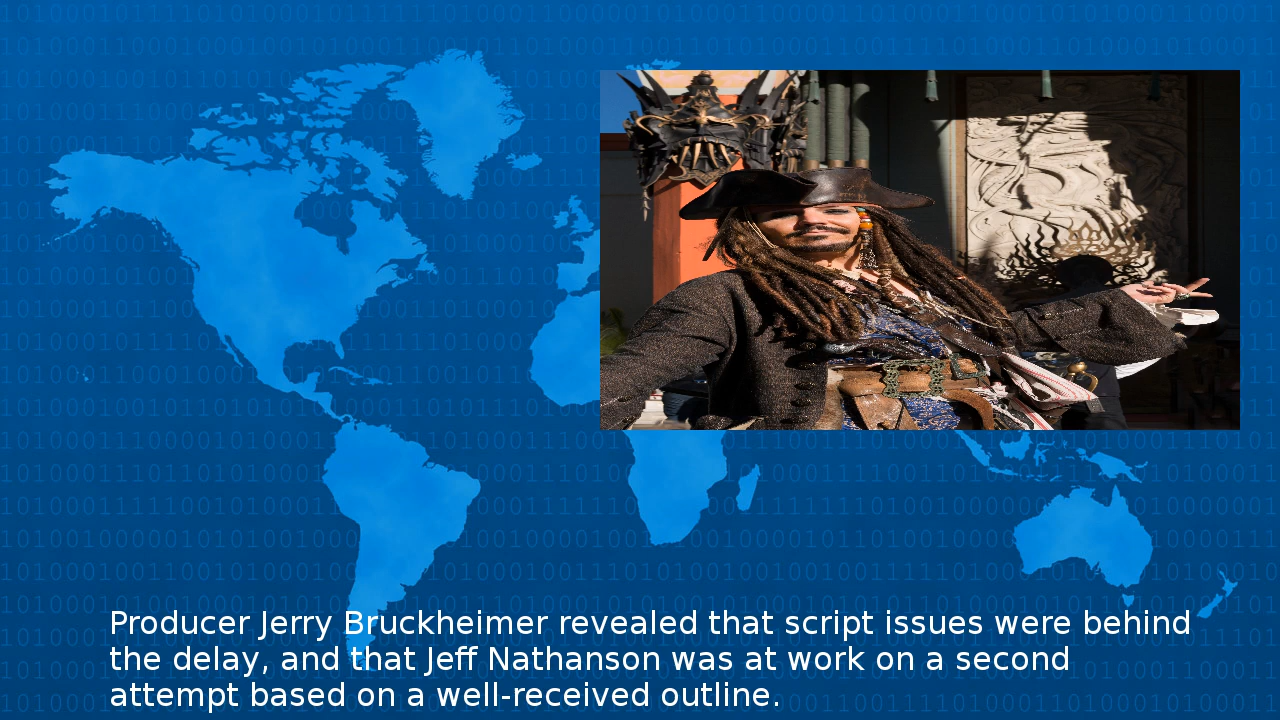 Producer Jerry Bruckheimer revealed that script issues were behind
the delay, and that Jeff Nathanson was at work on a second
attempt based on a well-received outline.